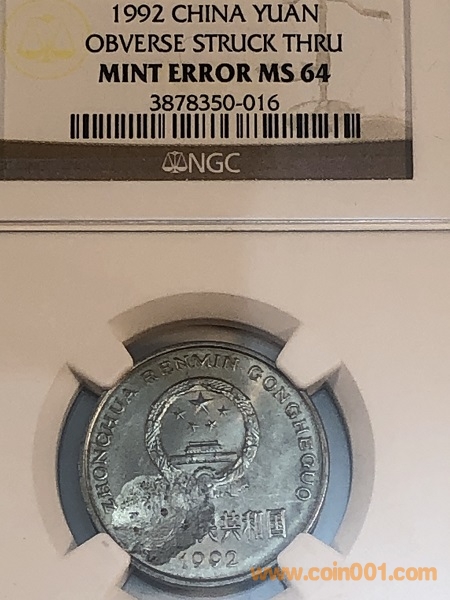 1992 CHINA YUAN
OBVERSE STRUCK THRU
MINT ERROR MS 64
3878350-016
NGC
ZHONGHUA RENMIN GONGHEGUO
民共和国
1992
www.coin001.com